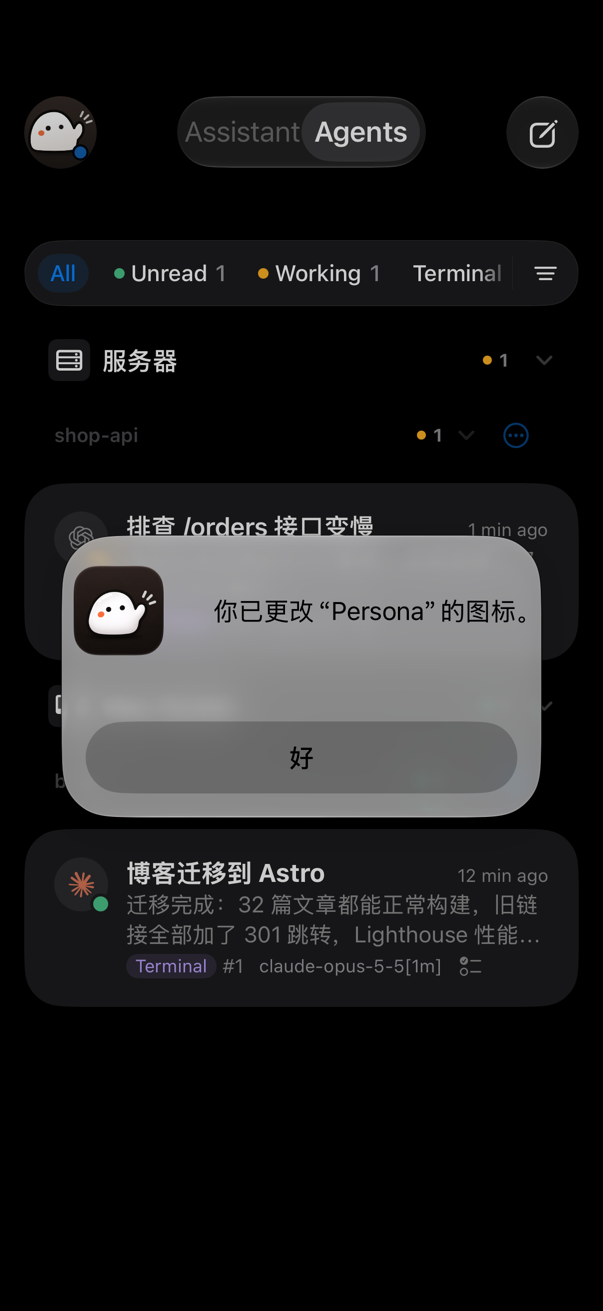 Assistant
Agents
All
Unread 1
Working 1
Terminal
服务器
1
shop-api
1
排查 /orders 接口变慢
1 min ago
你已更改“Persona”的图标。
好
博客迁移到 Astro
12 min ago
迁移完成：32 篇文章都能正常构建，旧链
接全部加了 301 跳转，Lighthouse 性能…
Terminal #1 claude-opus-5-5[1m]